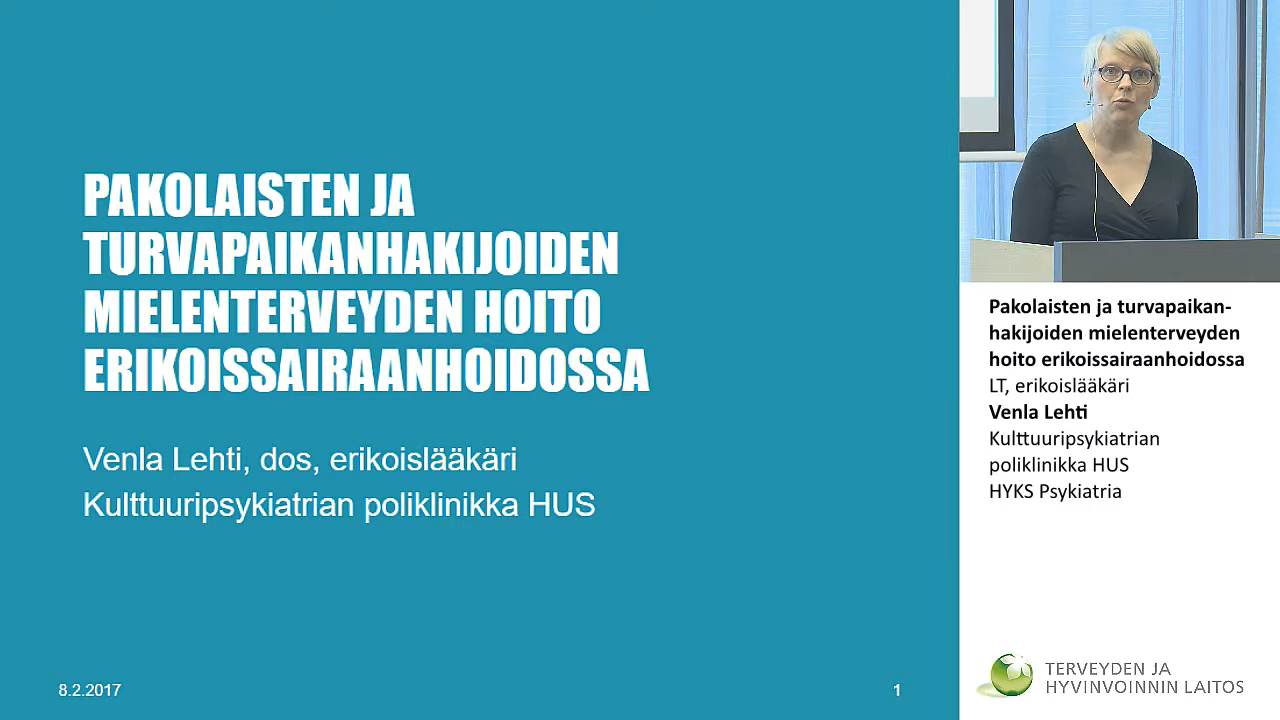 PAKOLAISTEN JA
TURVAPAIKANHAKIJOIDEN
MIELENTERVEYDEN HOITO
ERIKOISSAIRAANHOIDOSSA
Venla Lehti, dos, erikoislääkäri
Kulttuuripsykiatrian poliklinikka HUS
8.2.2017
1
Pakolaisten ja turvapaikan-
hakijoiden mielenterveyden
hoito erikoissairaanhoidossa
LT, erikoislääkäri
Venla Lehti
Kulttuuripsykiatrian
poliklinikka HUS
HYKS Psykiatria
TERVEYDEN JA
HYVINVOINNIN LAITOS